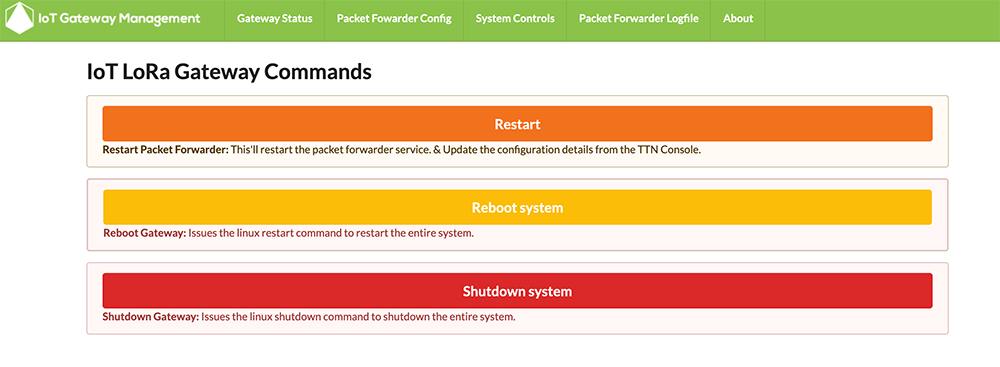 IoT Gateway Management
Gateway Status
Packet Fowarder Config
System Controls
Packet Forwarder Logfile
About
IoT LoRa Gateway Commands
Restart
Restart Packet Forwarder: This'll restart the packet forwarder service. & Update the configuration details from the TTN Console.
Reboot system
Reboot Gateway: Issues the linux restart command to restart the entire system.
Shutdown system
Shutdown Gateway: Issues the linux shutdown command to shutdown the entire system.